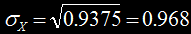 σ_X = √0.9375 = 0.968